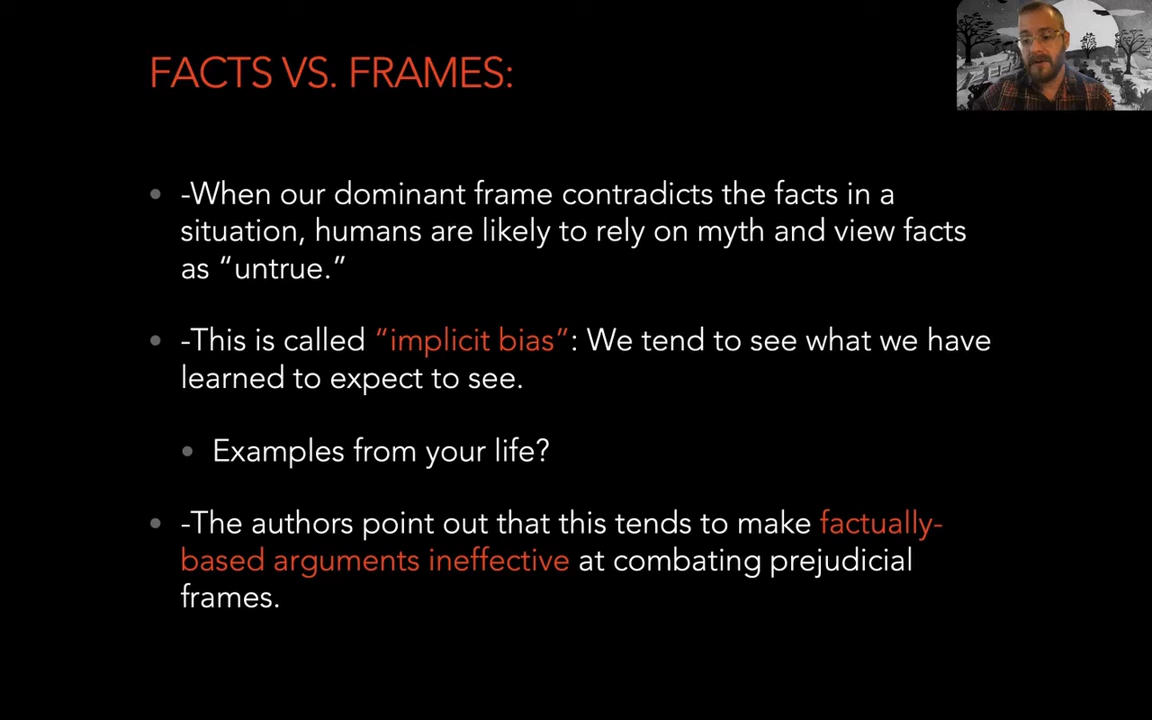 FACTS VS. FRAMES:
-When our dominant frame contradicts the facts in a
situation, humans are likely to rely on myth and view facts
as “untrue.”
-This is called “implicit bias”: We tend to see what we have
learned to expect to see.
Examples from your life?
-The authors point out that this tends to make factually-
based arguments ineffective at combating prejudicial
frames.